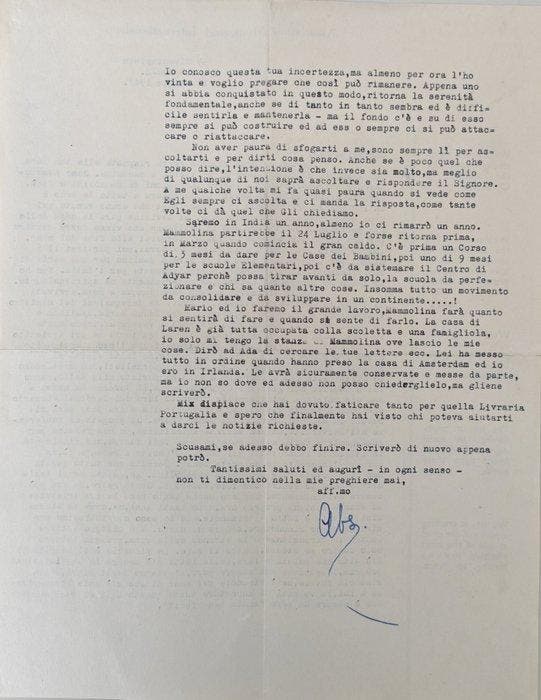 Io conosco questa tua incertezza,ma almeno per ora l'ho
vinta e voglio pregare che così può rimanere. Appena uno
si abbia conquistato in questo modo,ritorna la serenità
fondamentale,anche se di tanto in tanto sembra ed è diffi-
cile sentirla e mantenerla - ma il fondo c'è e su di esso
sempre si può costruire ed ad esso o sempre ci si può attac-
care o riattaccare.
Non aver paura di sfogarti a me,sono sempre lì per as-
coltarti e per dirti cosa penso. Anche se è poco quel che
posso dire,l'intenzione è che invece sia molto,ma meglio
di qualunque di noi saprà ascoltare e rispondere il Signore.
A me qualche volta mi fa quasi paura quando si vede come
Egli sempre ci ascolta e ci manda la risposta,come tante
volte ci dà quel che Gli chiediamo.
Saremo in India un anno,almeno io ci rimarrò un anno.
Mammolina partirebbe il 24 Luglio e forse ritorna prima,
in Marzo quando comincia il gran caldo. C'è prima un Corso
di 3 mesi da dare per le Case dei Bambini,poi uno di 9 mesi
per le scuole Elementari,poi c'è da sistemare il Centro di
Adyar perchè possa tirar avanti da solo,la scuola da perfe-
zionare e chi sa quante altre cose. Insomma tutto un movimento
da consolidare e da sviluppare in un continente.....!
Mario ed io faremo il grande lavoro,Mammolina farà quanto
si sentirà di fare e quando si sente di farlo. La casa di
Laren è già tutta occupata colla scoletta e una famigliola,
io solo mi tengo la stanza di Mammolina ove lascio le mie
cose. Dirò ad Ada di cercare le tue lettere ecc. Lei ha messo
tutto in ordine quando hanno preso la casa di Amsterdam ed io
ero in Irlanda. Le avrà sicuramente conservate e messe da parte,
ma io non so dove ed adesso non posso chiederglielo,ma gliene
scriverò.
Mix dispiace che hai dovuto faticare tanto per quella Livraria
Portugalia e spero che finalmente hai visto chi poteva aiutarti
a darci le notizie richieste.
Scusami,se adesso debbo finire. Scriverò di nuovo appena
potrò.
Tantissimi saluti ed augurî - in ogni senso -
non ti dimentico nella mie preghiere mai,
aff.mo